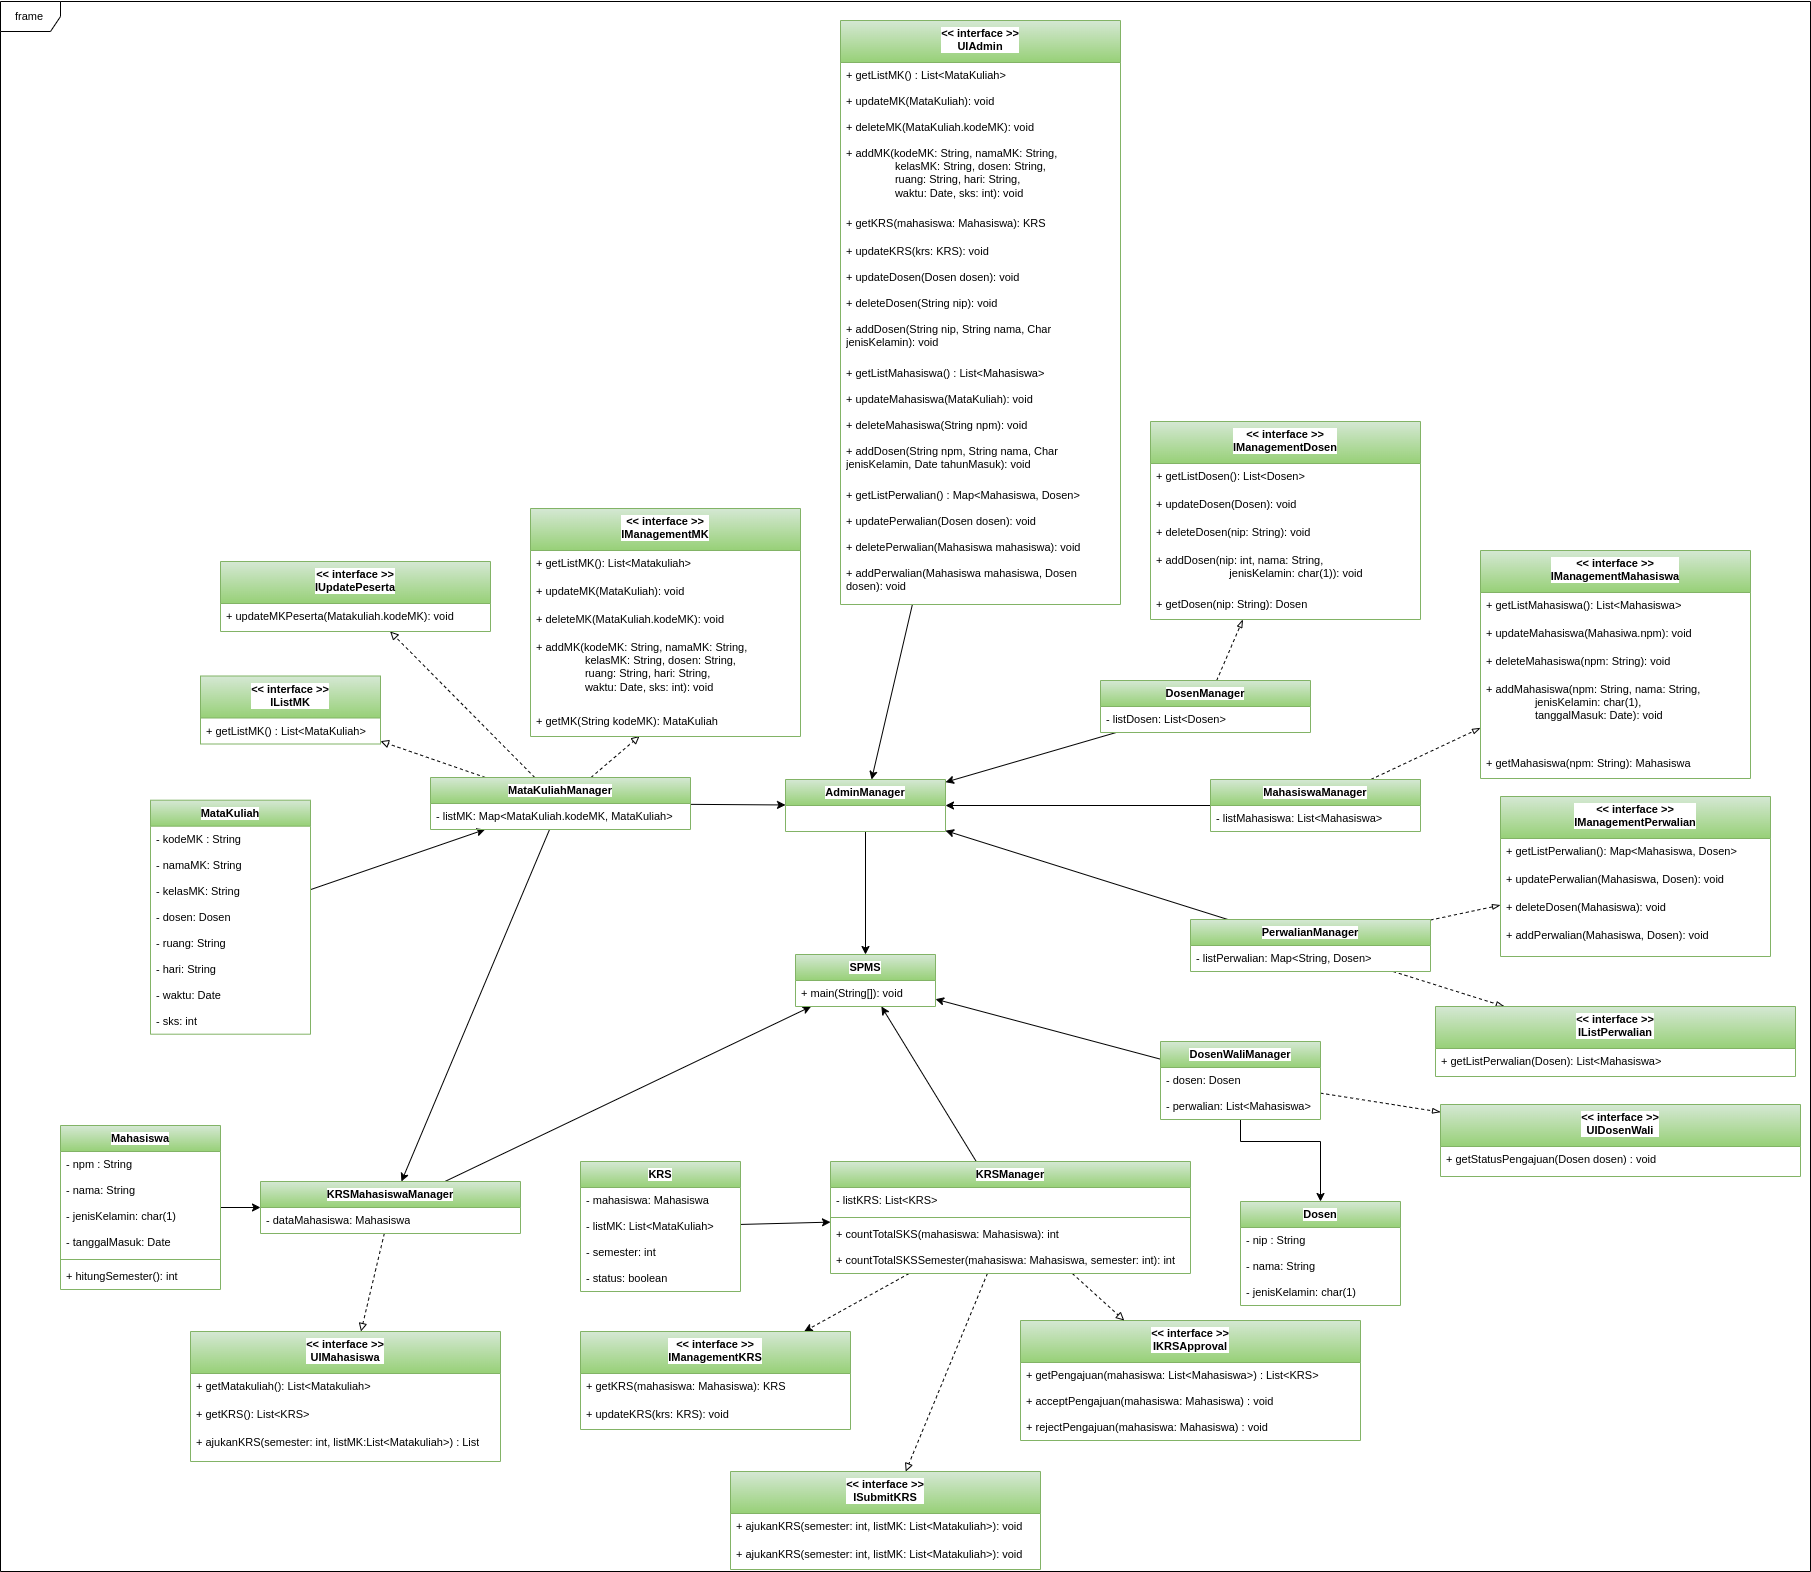 frame
<< interface >>
UIAdmin
+ getListMK() : List<MataKuliah>
+ updateMK(MataKuliah): void
+ deleteMK(MataKuliah.kodeMK): void
+ addMK(kodeMK: String, namaMK: String,
kelasMK: String, dosen: String,
ruang: String, hari: String,
waktu: Date, sks: int): void
+ getKRS(mahasiswa: Mahasiswa): KRS
+ updateKRS(krs: KRS): void
+ updateDosen(Dosen dosen): void
+ deleteDosen(String nip): void
+ addDosen(String nip, String nama, Char
jenisKelamin): void
+ getListMahasiswa() : List<Mahasiswa>
+ updateMahasiswa(MataKuliah): void
+ deleteMahasiswa(String npm): void
+ addDosen(String npm, String nama, Char
jenisKelamin, Date tahunMasuk): void
+ getListPerwalian() : Map<Mahasiswa, Dosen>
+ updatePerwalian(Dosen dosen): void
+ deletePerwalian(Mahasiswa mahasiswa): void
+ addPerwalian(Mahasiswa mahasiswa, Dosen
dosen): void
<< interface >>
IManagementDosen
+ getListDosen(): List<Dosen>
+ updateDosen(Dosen): void
+ deleteDosen(nip: String): void
+ addDosen(nip: int, nama: String,
jenisKelamin: char(1)): void
+ getDosen(nip: String): Dosen
<< interface >>
IManagementMK
+ getListMK(): List<Matakuliah>
+ updateMK(MataKuliah): void
+ deleteMK(MataKuliah.kodeMK): void
+ addMK(kodeMK: String, namaMK: String,
kelasMK: String, dosen: String,
ruang: String, hari: String,
waktu: Date, sks: int): void
+ getMK(String kodeMK): MataKuliah
<< interface >>
IUpdatePeserta
+ updateMKPeserta(Matakuliah.kodeMK): void
<< interface >>
IManagementMahasiswa
+ getListMahasiswa(): List<Mahasiswa>
+ updateMahasiswa(Mahasiwa.npm): void
+ deleteMahasiswa(npm: String): void
+ addMahasiswa(npm: String, nama: String,
jenisKelamin: char(1),
tanggalMasuk: Date): void
+ getMahasiswa(npm: String): Mahasiswa
<< interface >>
IListMK
+ getListMK() : List<MataKuliah>
DosenManager
- listDosen: List<Dosen>
MataKuliahManager
- listMK: Map<MataKuliah.kodeMK, MataKuliah>
AdminManager
MahasiswaManager
- listMahasiswa: List<Mahasiswa>
MataKuliah
- kodeMK : String
- namaMK: String
- kelasMK: String
- dosen: Dosen
- ruang: String
- hari: String
- waktu: Date
- sks: int
<< interface >>
IManagementPerwalian
+ getListPerwalian(): Map<Mahasiswa, Dosen>
+ updatePerwalian(Mahasiswa, Dosen): void
+ deleteDosen(Mahasiswa): void
+ addPerwalian(Mahasiswa, Dosen): void
PerwalianManager
- listPerwalian: Map<String, Dosen>
SPMS
+ main(String[]): void
<< interface >>
IListPerwalian
+ getListPerwalian(Dosen): List<Mahasiswa>
DosenWaliManager
- dosen: Dosen
- perwalian: List<Mahasiswa>
<< interface >>
UIDosenWali
+ getStatusPengajuan(Dosen dosen) : void
Mahasiswa
- npm : String
- nama: String
- jenisKelamin: char(1)
- tanggalMasuk: Date
+ hitungSemester(): int
KRSMahasiswaManager
- dataMahasiswa: Mahasiswa
KRS
- mahasiswa: Mahasiswa
- listMK: List<MataKuliah>
- semester: int
- status: boolean
KRSManager
- listKRS: List<KRS>
+ countTotalSKS(mahasiswa: Mahasiswa): int
+ countTotalSKSSemester(mahasiswa: Mahasiswa, semester: int): int
Dosen
- nip : String
- nama: String
- jenisKelamin: char(1)
<< interface >>
UIMahasiswa
+ getMatakuliah(): List<Matakuliah>
+ getKRS(): List<KRS>
+ ajukanKRS(semester: int, listMK:List<Matakuliah>) : List
<< interface >>
IManagementKRS
+ getKRS(mahasiswa: Mahasiswa): KRS
+ updateKRS(krs: KRS): void
<< interface >>
IKRSApproval
+ getPengajuan(mahasiswa: List<Mahasiswa>) : List<KRS>
+ acceptPengajuan(mahasiswa: Mahasiswa) : void
+ rejectPengajuan(mahasiswa: Mahasiswa) : void
<< interface >>
ISubmitKRS
+ ajukanKRS(semester: int, listMK: List<Matakuliah>): void
+ ajukanKRS(semester: int, listMK: List<Matakuliah>): void